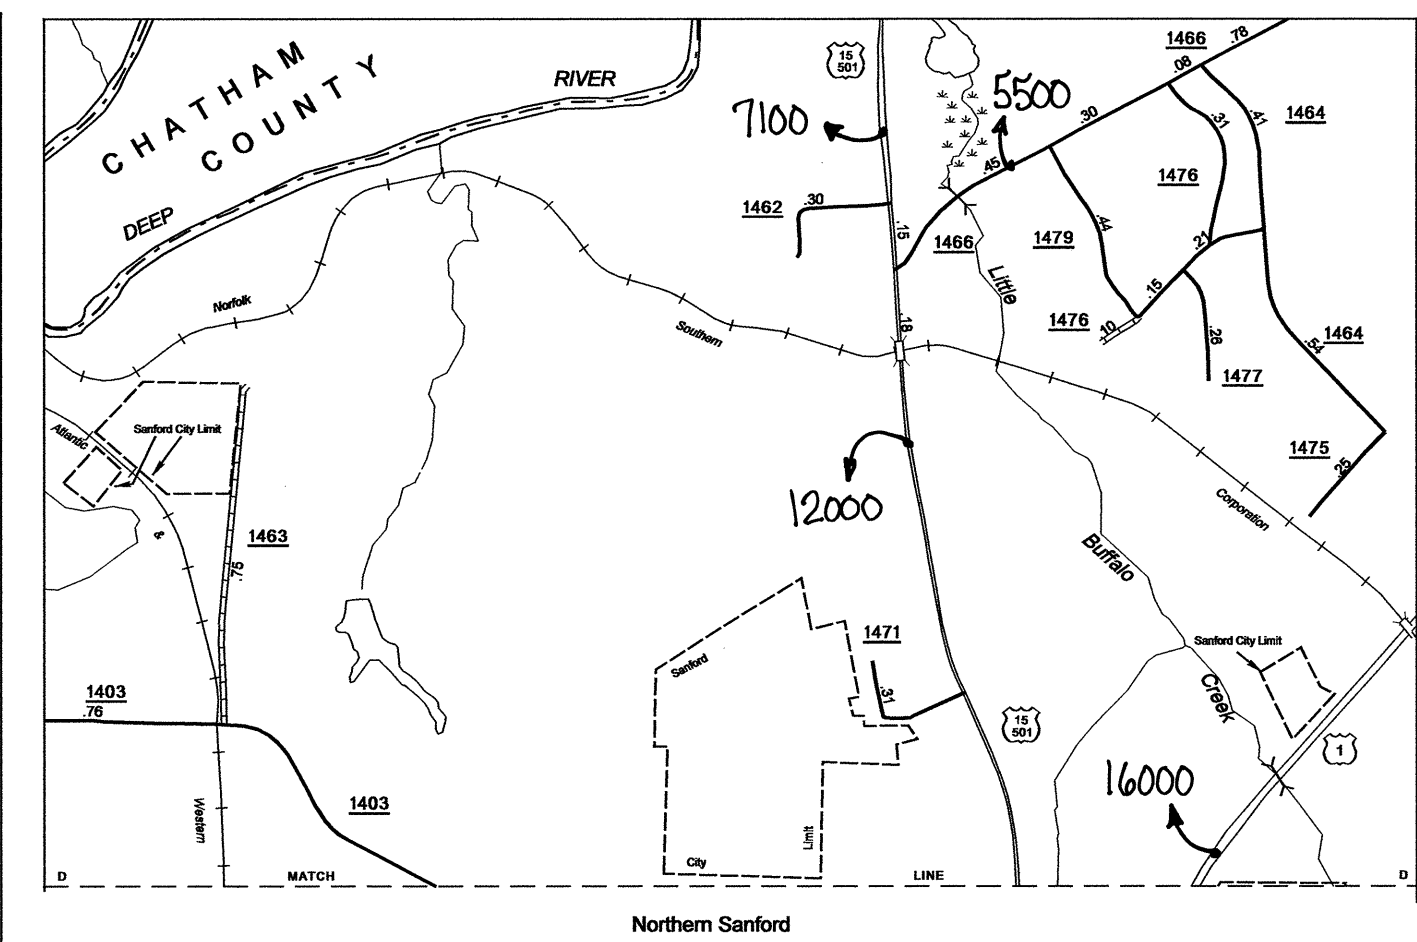 CHATHAM
COUNTY
DEEP
RIVER
15
501
7100
5500
1466
.78
.08
.30
.45
.31
.41
1464
1476
1462
.30
.15
1466
1479
.44
.21
.15
1476
.10
.26
1477
.54
1464
1475
.25
Little
.18
Norfolk
Southern
Corporation
Atlantic
&
Western
Sanford City Limit
1463
.75
12000
Buffalo
Creek
1471
.31
Sanford
City
Limit
15
501
Sanford City Limit
1
16000
1403
.76
1403
D
MATCH
LINE
D
Northern Sanford